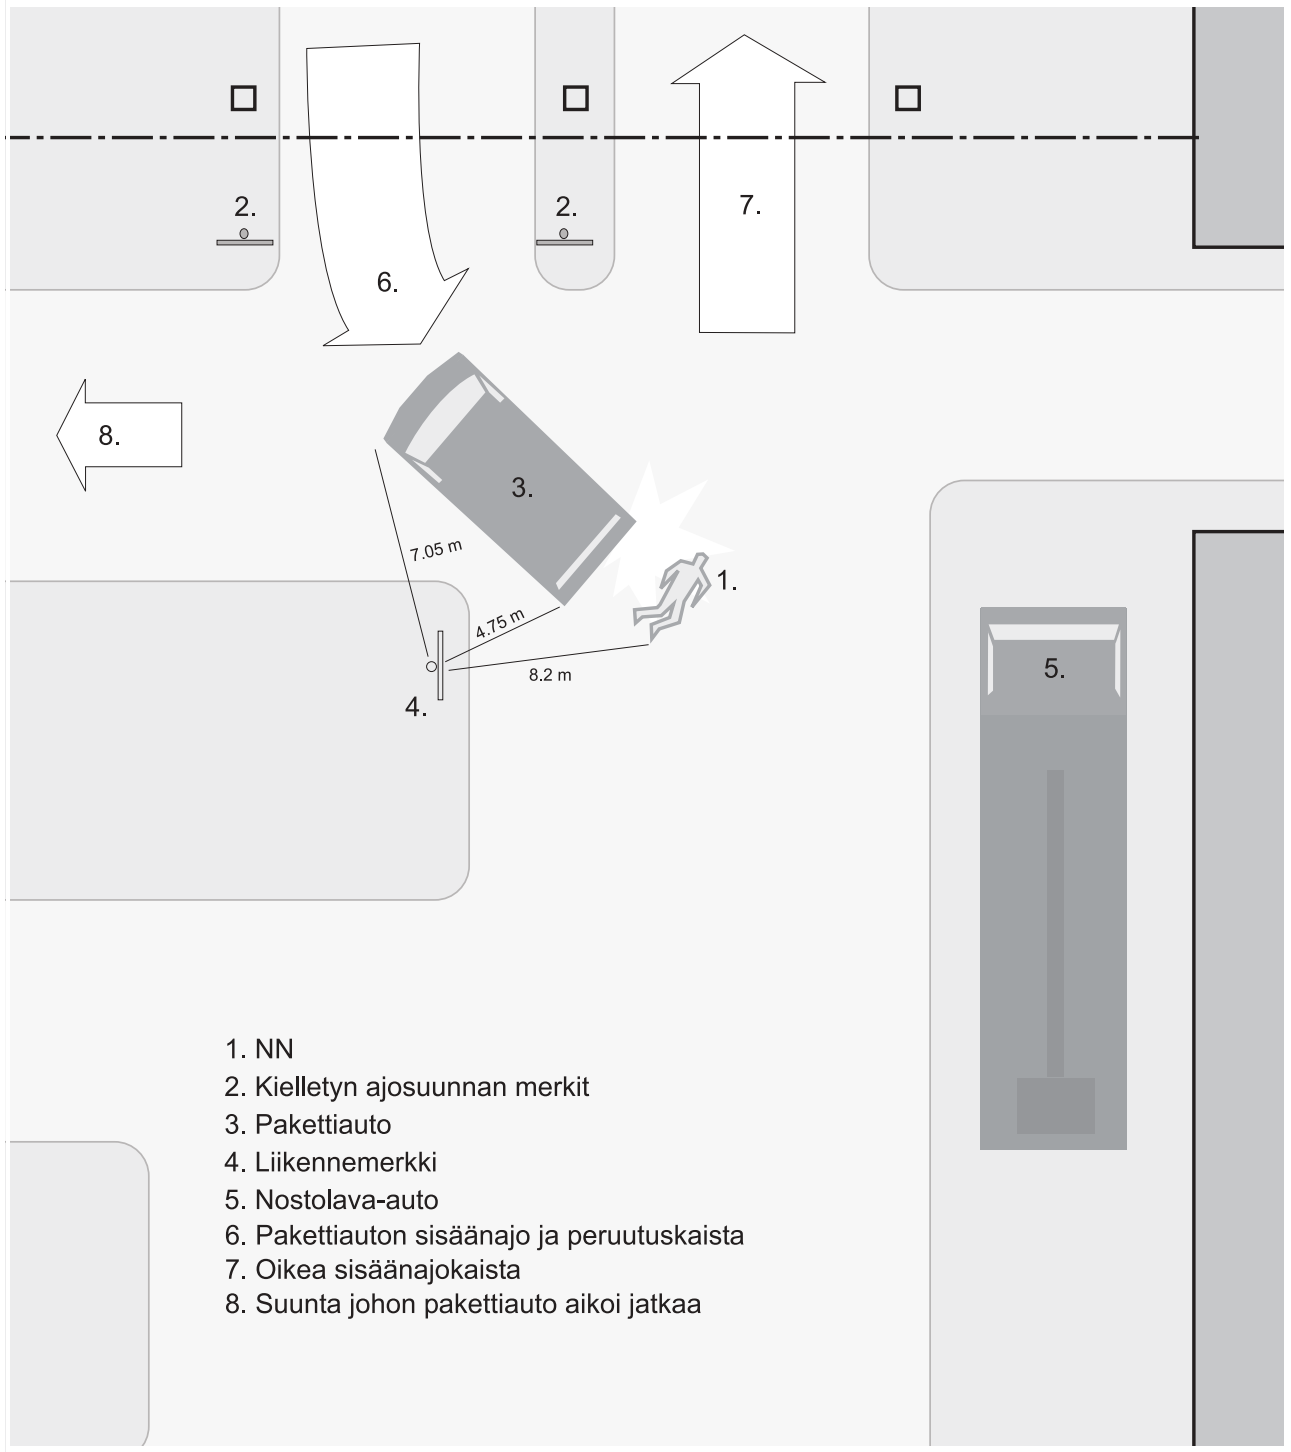 2.
2.
7.
6.
8.
3.
7.05 m
1.
4.75 m
8.2 m
5.
4.
1. NN
2. Kielletyn ajosuunnan merkit
3. Pakettiauto
4. Liikennemerkki
5. Nostolava-auto
6. Pakettiauton sisäänajo ja peruutuskaista
7. Oikea sisäänajokaista
8. Suunta johon pakettiauto aikoi jatkaa